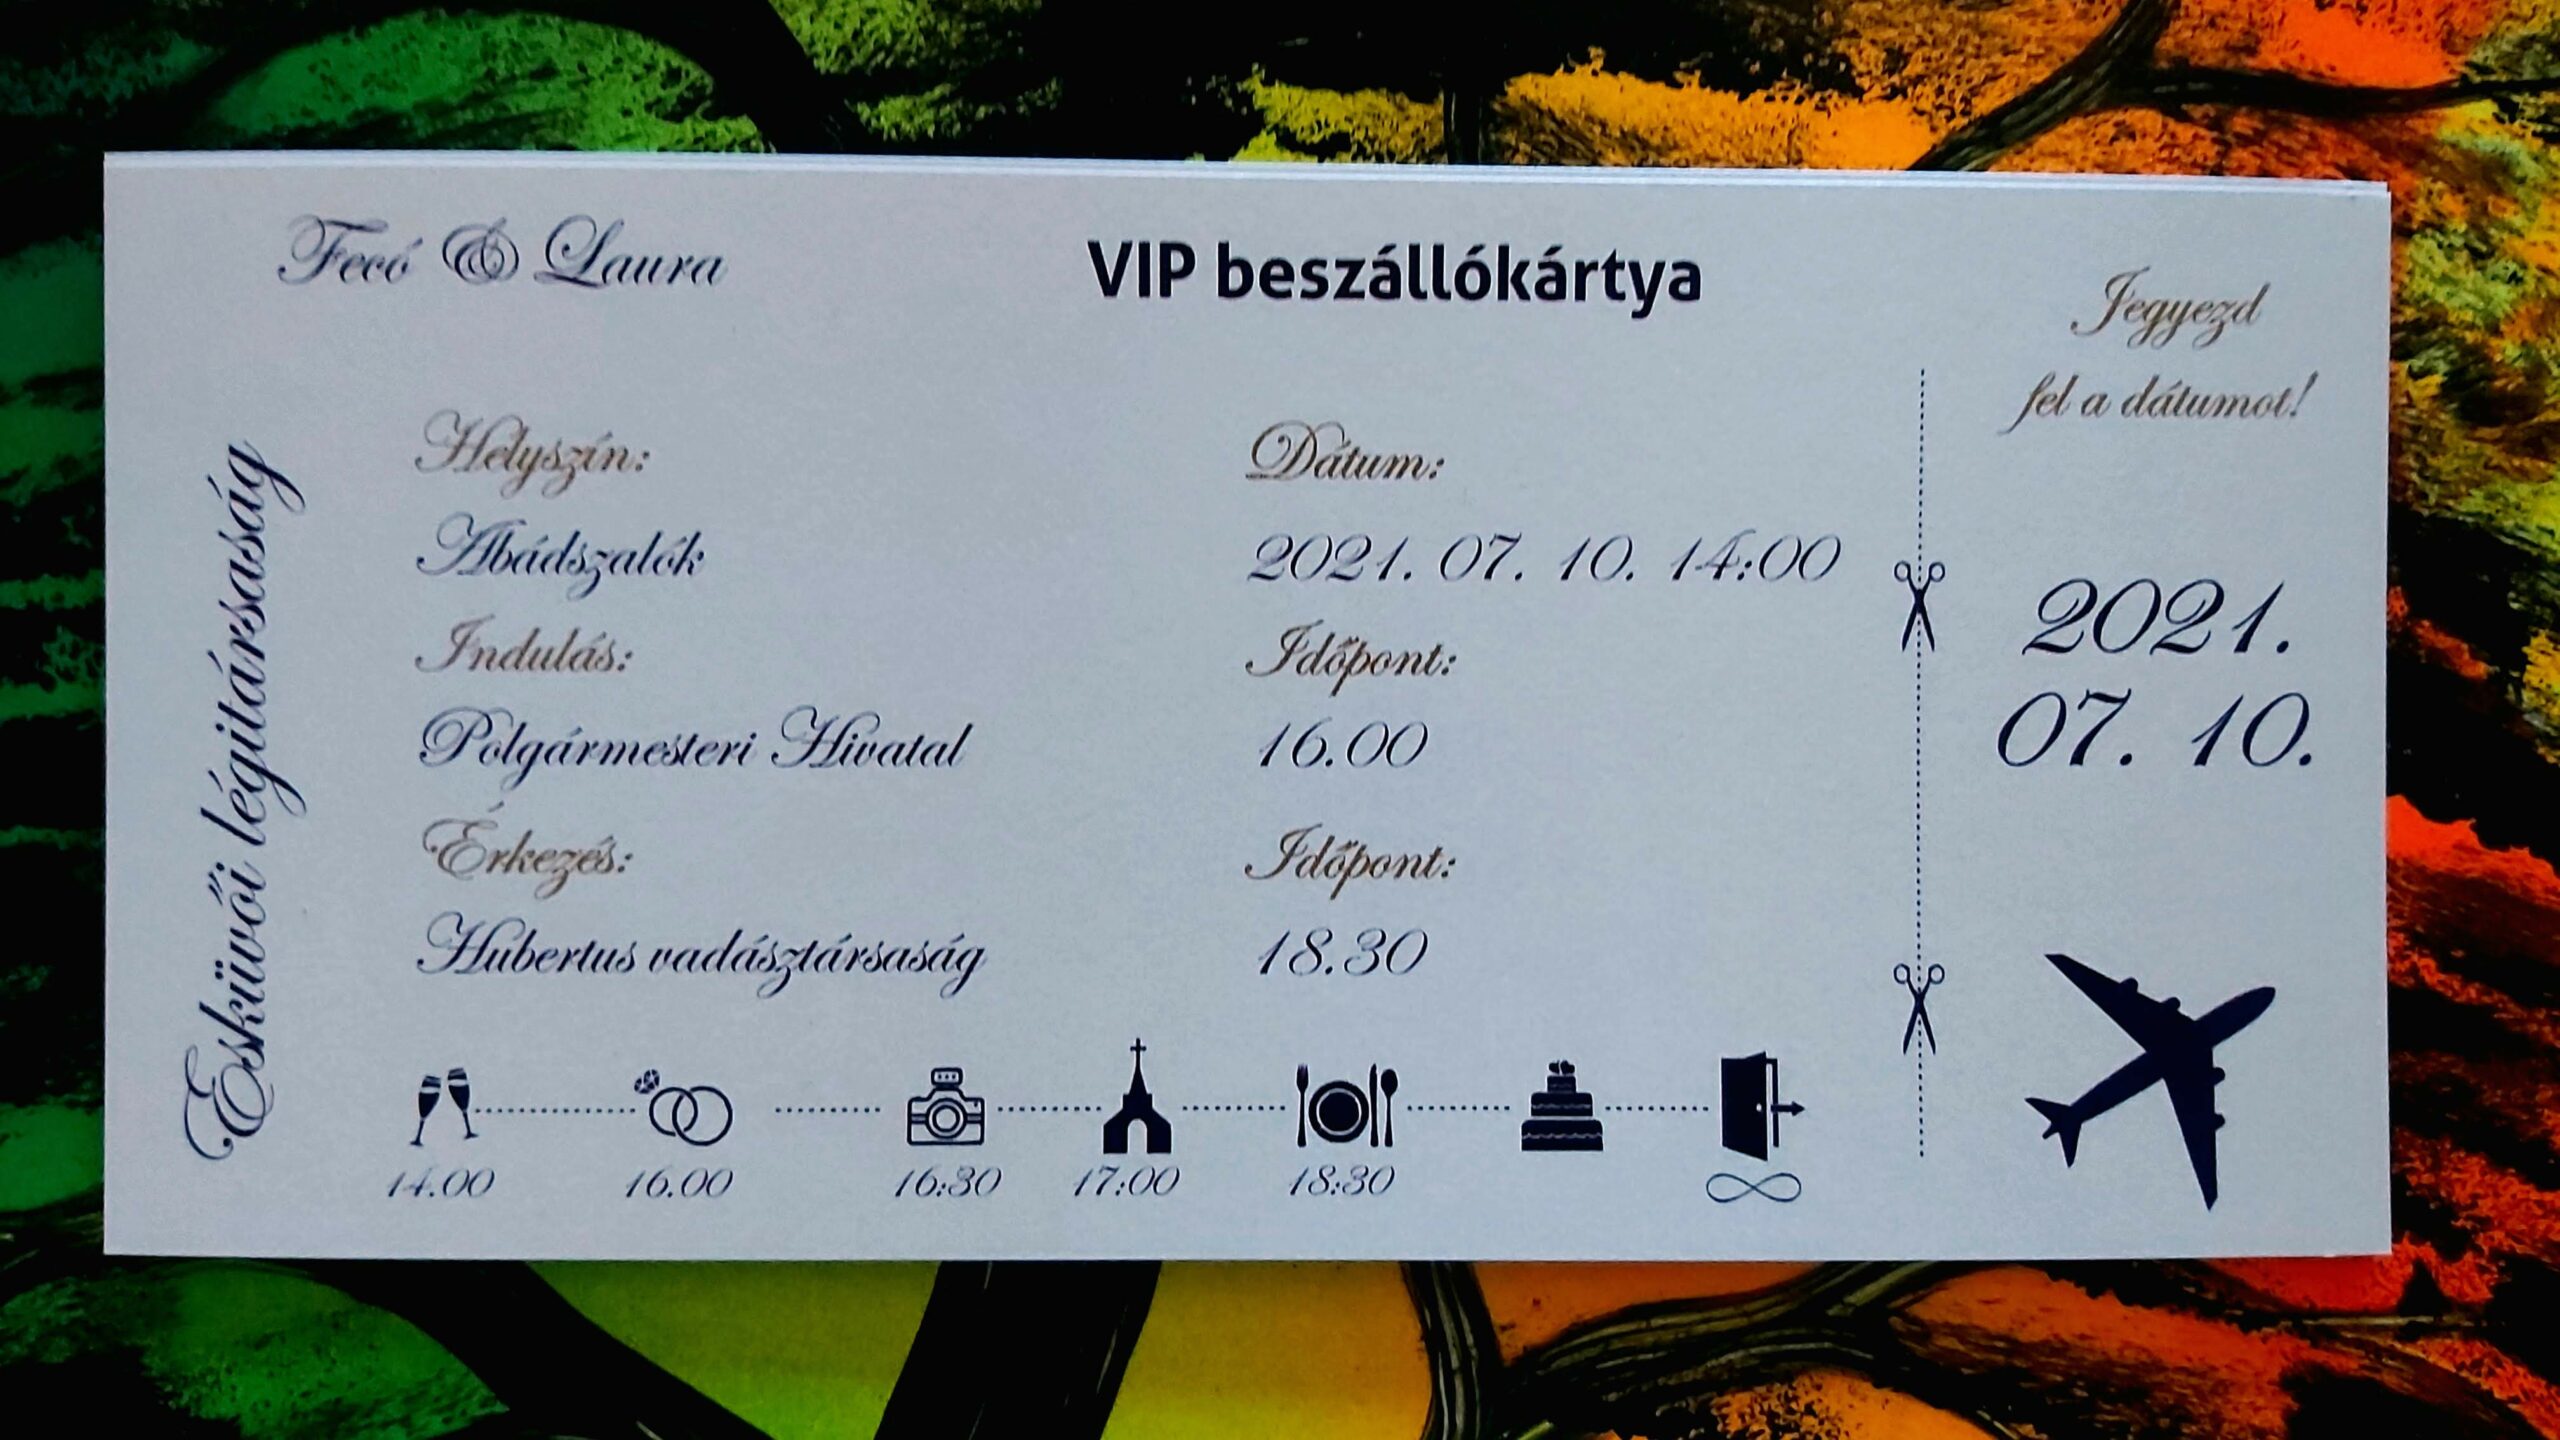 Fecó & Laura
VIP beszállókártya
Esküvői légitársaság
Helyszín:
Abádszalók
Indulás:
Polgármesteri Hivatal
Érkezés:
Hubertus vadásztársaság
Dátum:
2021. 07. 10. 14:00
Időpont:
16.00
Időpont:
18.30
14.00
16.00
16:30
17:00
18:30
Jegyezd
fel a dátumot!
2021.
07. 10.